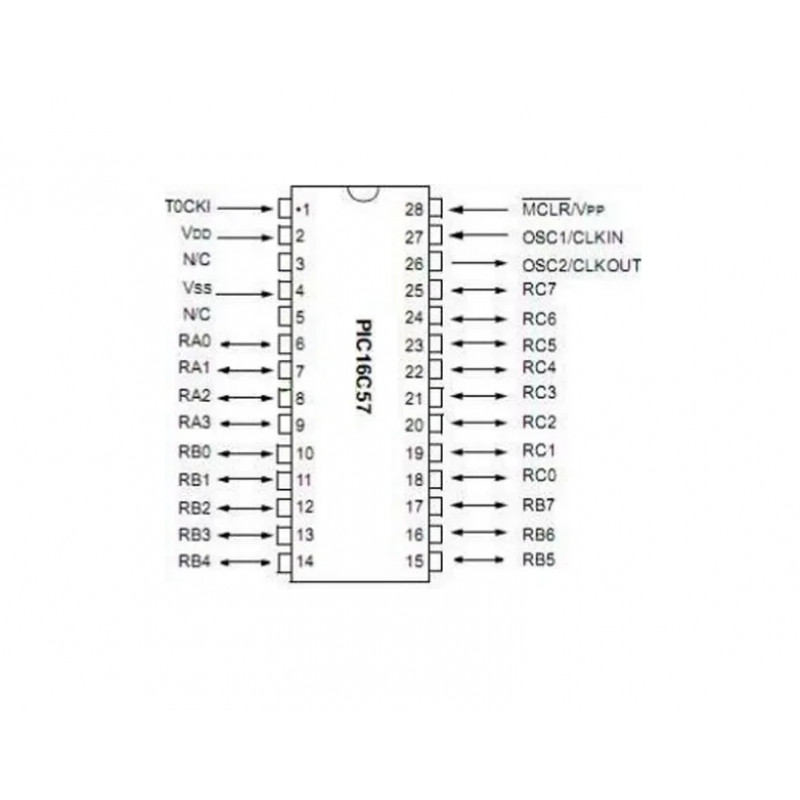 T0CKI •1 28 MCLR/VPP
VDD 2 27 OSC1/CLKIN
N/C 3 26 OSC2/CLKOUT
VSS 4 25 RC7
N/C 5 24 RC6
RA0 6 23 RC5
RA1 7 22 RC4
RA2 8 21 RC3
RA3 9 20 RC2
RB0 10 19 RC1
RB1 11 18 RC0
RB2 12 17 RB7
RB3 13 16 RB6
RB4 14 15 RB5
PIC16C57